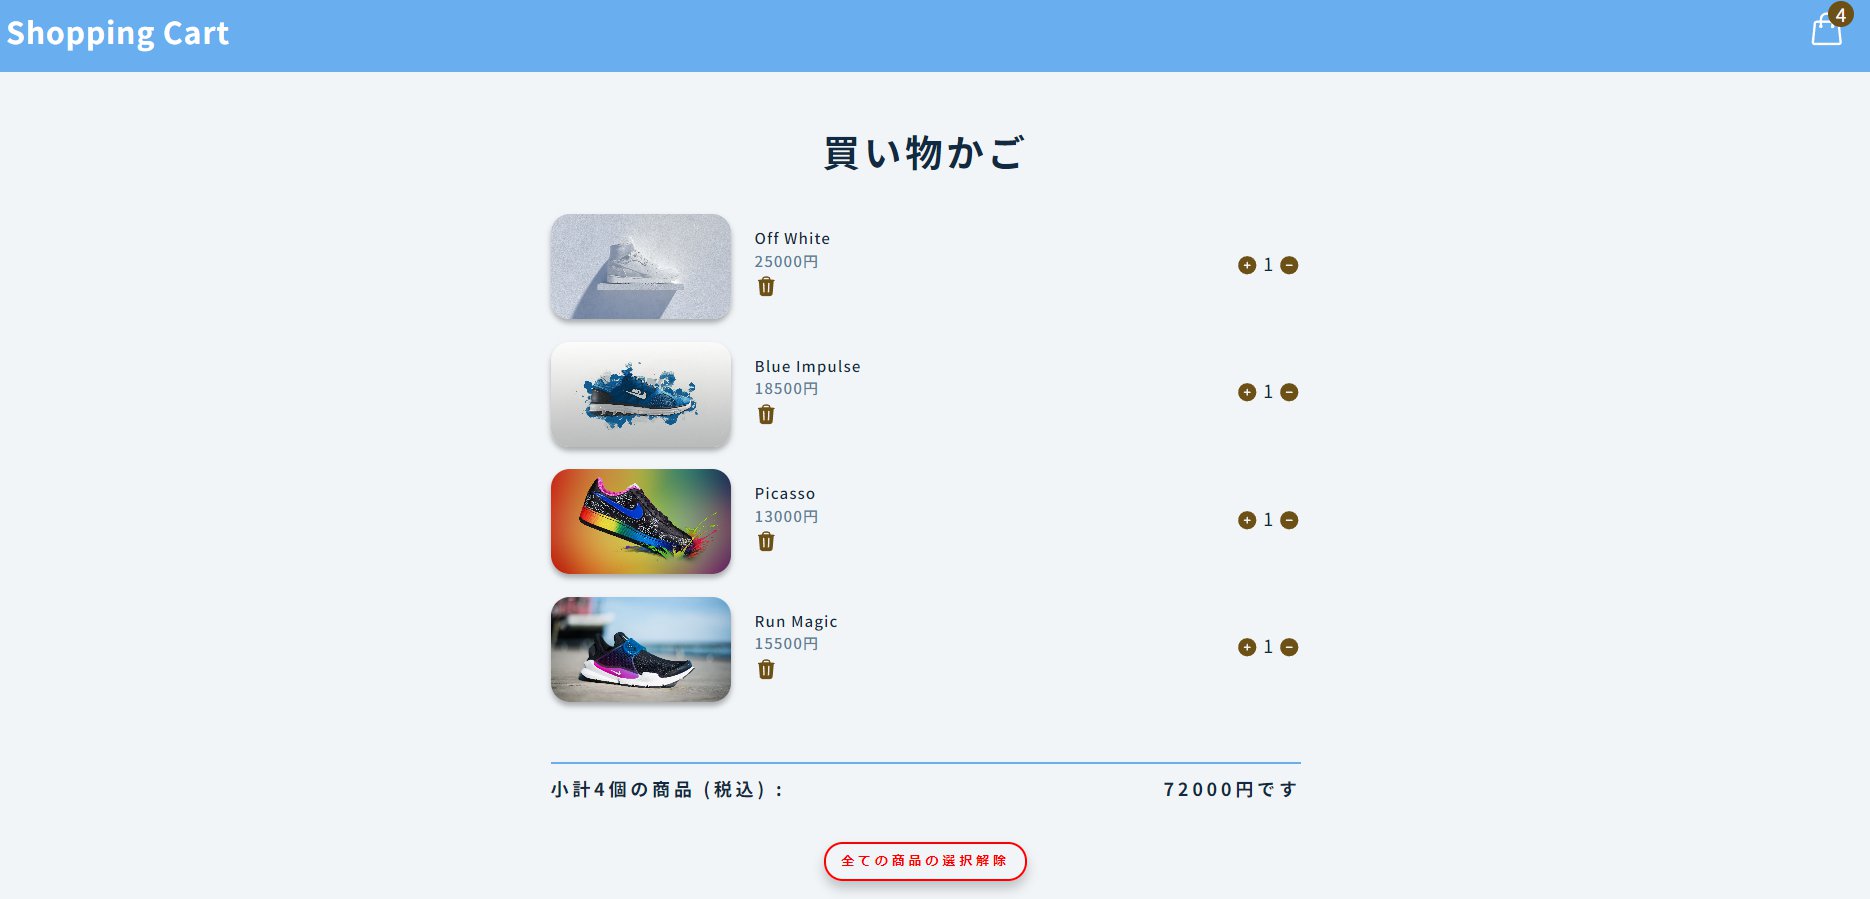 Shopping Cart
4
買い物かご
Off White
25000円
1
Blue Impulse
18500円
1
Picasso
13000円
1
Run Magic
15500円
1
小計4個の商品 (税込) :
72000円です
全ての商品の選択解除